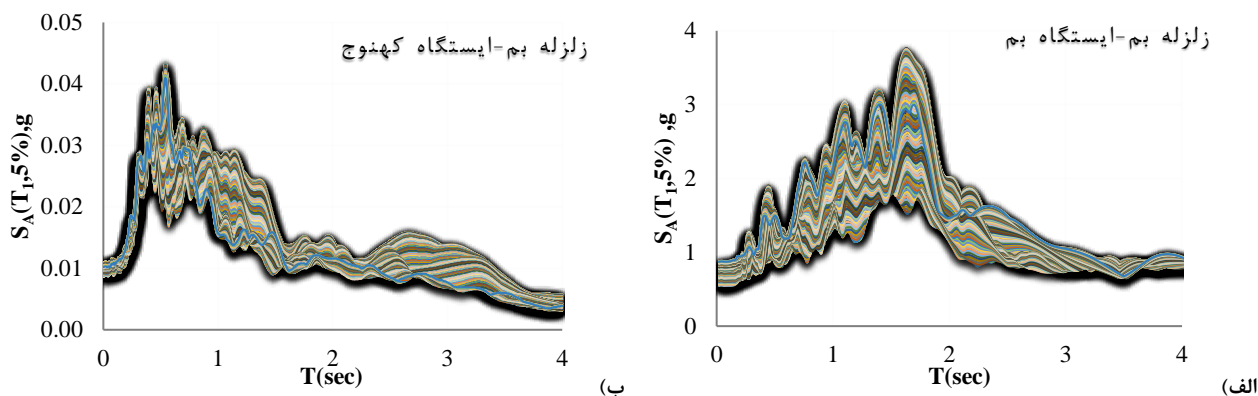 زلزله بم-ایستگاه بم
4
3
2
1
0
S_A(T_1,5%) ,g
0 1 2 3 4
T(sec)
الف)
زلزله بم-ایستگاه کهنوج
0.05
0.04
0.03
0.02
0.01
0.00
S_A(T_1,5%),g
0 1 2 3 4
T(sec)
ب)